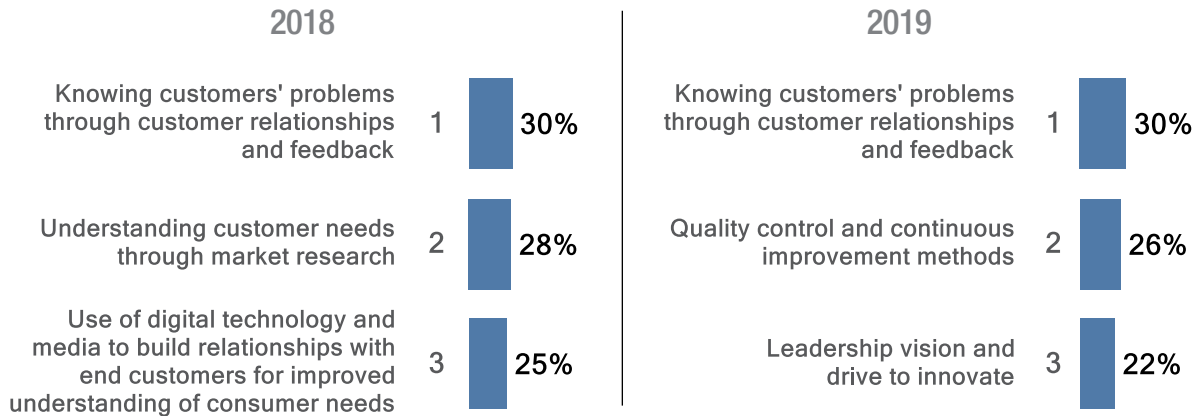 2018
Knowing customers' problems
through customer relationships
and feedback
1
30%
Understanding customer needs
through market research
2
28%
Use of digital technology and
media to build relationships with
end customers for improved
understanding of consumer needs
3
25%
2019
Knowing customers' problems
through customer relationships
and feedback
1
30%
Quality control and continuous
improvement methods
2
26%
Leadership vision and
drive to innovate
3
22%